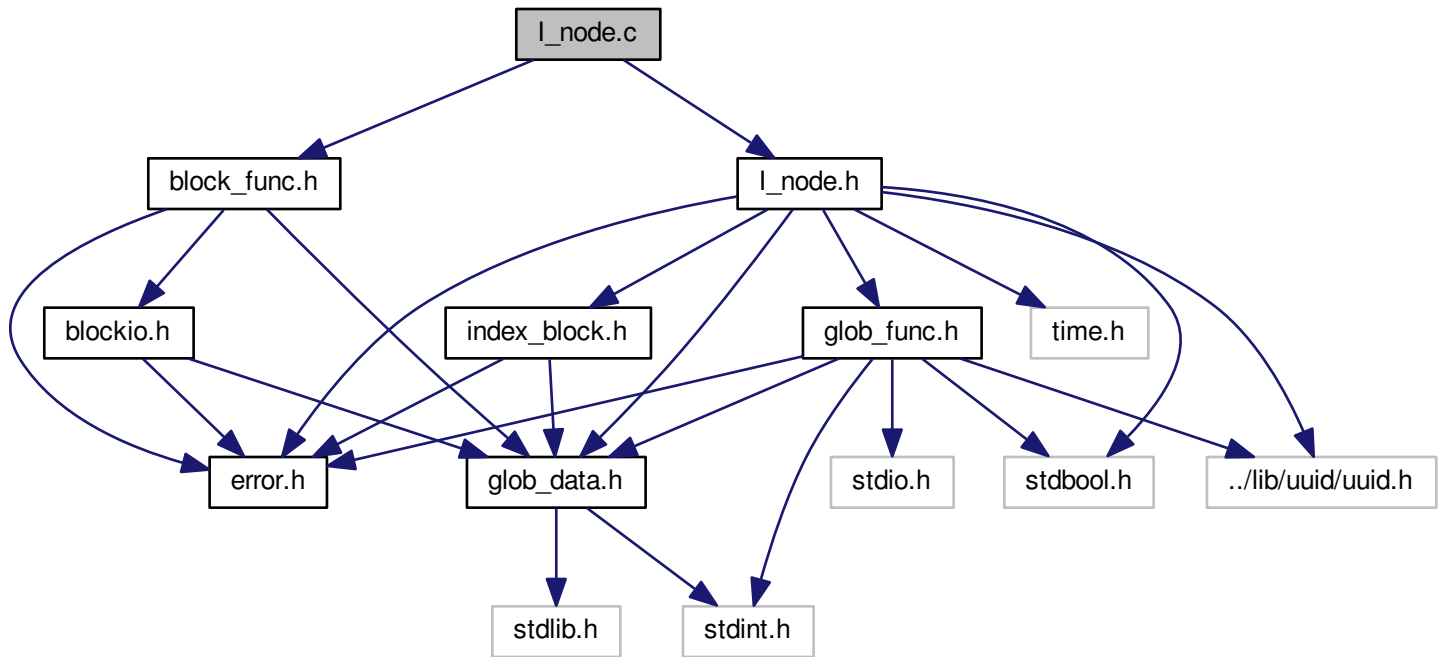 I_node.c
block_func.h
I_node.h
blockio.h
index_block.h
glob_func.h
time.h
error.h
glob_data.h
stdio.h
stdbool.h
../lib/uuid/uuid.h
stdlib.h
stdint.h